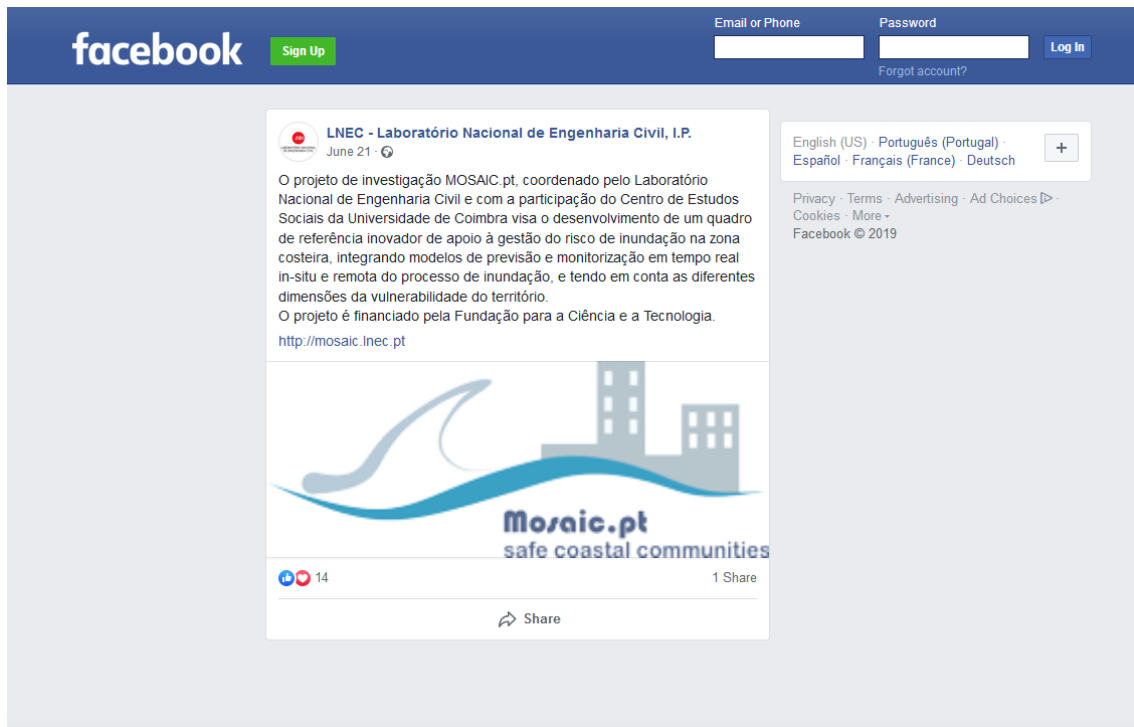 facebook
Sign Up
Email or Phone
Password
Log In
Forgot account?
LNEC - Laboratório Nacional de Engenharia Civil, I.P.
June 21 ·
O projeto de investigação MOSAIC.pt, coordenado pelo Laboratório
Nacional de Engenharia Civil e com a participação do Centro de Estudos
Sociais da Universidade de Coimbra visa o desenvolvimento de um quadro
de referência inovador de apoio à gestão do risco de inundação na zona
costeira, integrando modelos de previsão e monitorização em tempo real
in-situ e remota do processo de inundação, e tendo em conta as diferentes
dimensões da vulnerabilidade do território.
O projeto é financiado pela Fundação para a Ciência e a Tecnologia.
http://mosaic.lnec.pt
Mosaic.pt
safe coastal communities
14
1 Share
Share
English (US) · Português (Portugal) ·
Español · Français (France) · Deutsch
+
Privacy · Terms · Advertising · Ad Choices ·
Cookies · More
Facebook © 2019